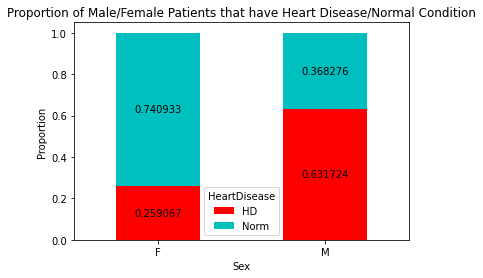 Proportion of Male/Female Patients that have Heart Disease/Normal Condition
1.0
0.8
0.6
0.4
0.2
0.0
Proportion
0.740933
0.259067
0.368276
0.631724
HeartDisease
HD
Norm
F
M
Sex